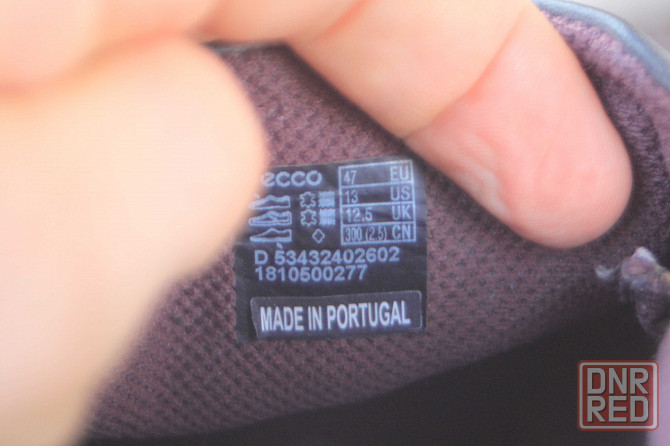 ecco
47 EU
13 US
12.5 UK
300 (2.5) CN
D 53432402602
1810500277
MADE IN PORTUGAL
DNR
RED